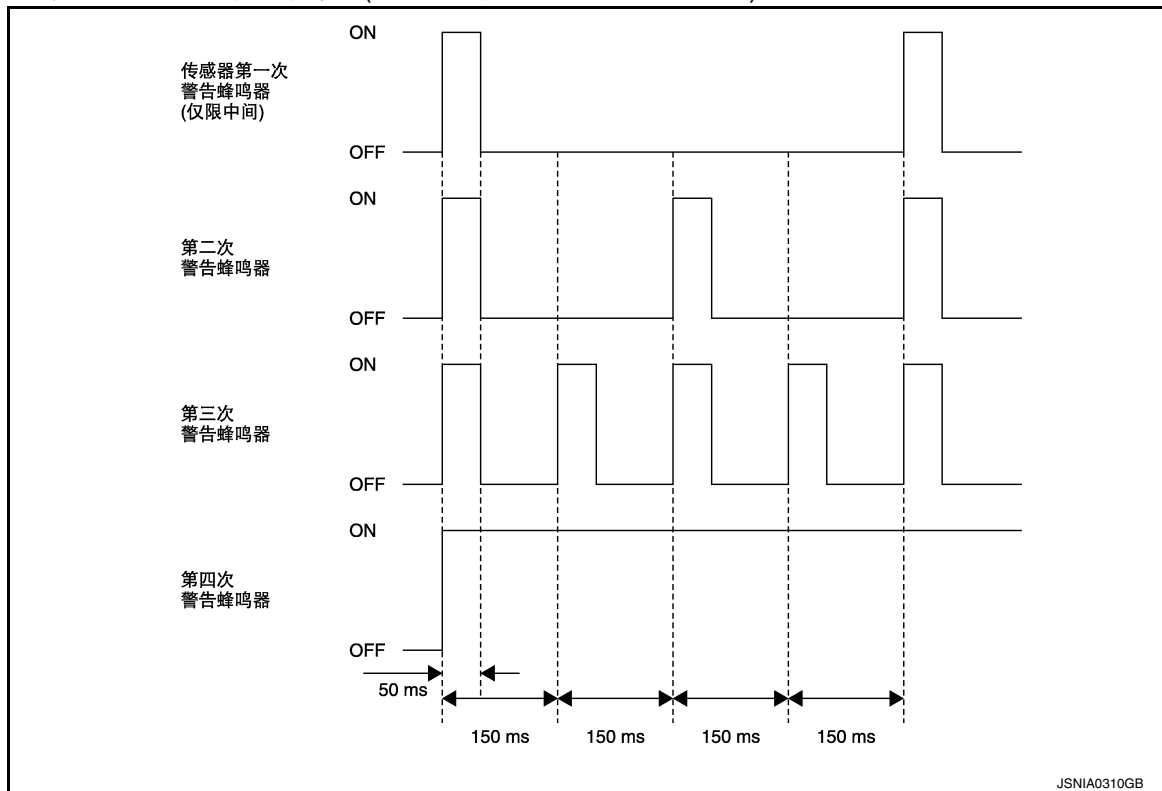 ON
传感器第一次
警告蜂鸣器
(仅限中间)
OFF
ON
第二次
警告蜂鸣器
OFF
ON
第三次
警告蜂鸣器
OFF
ON
第四次
警告蜂鸣器
OFF
50 ms
150 ms 150 ms 150 ms 150 ms
JSNIA0310GB